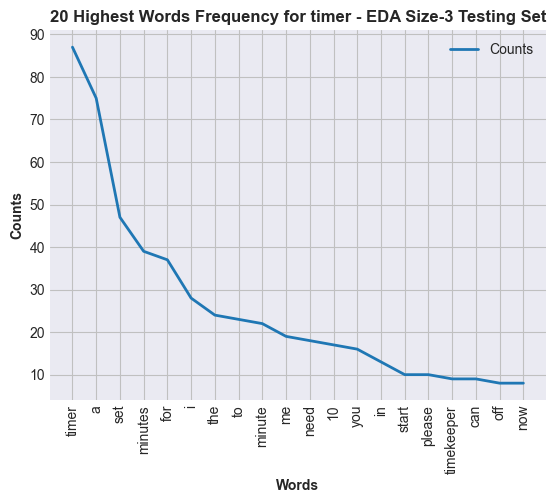 20 Highest Words Frequency for timer - EDA Size-3 Testing Set
Counts
90
80
70
60
50
40
30
20
10
Counts
timer
a
set
minutes
for
i
the
to
minute
me
need
10
you
in
start
please
timekeeper
can
off
now
Words